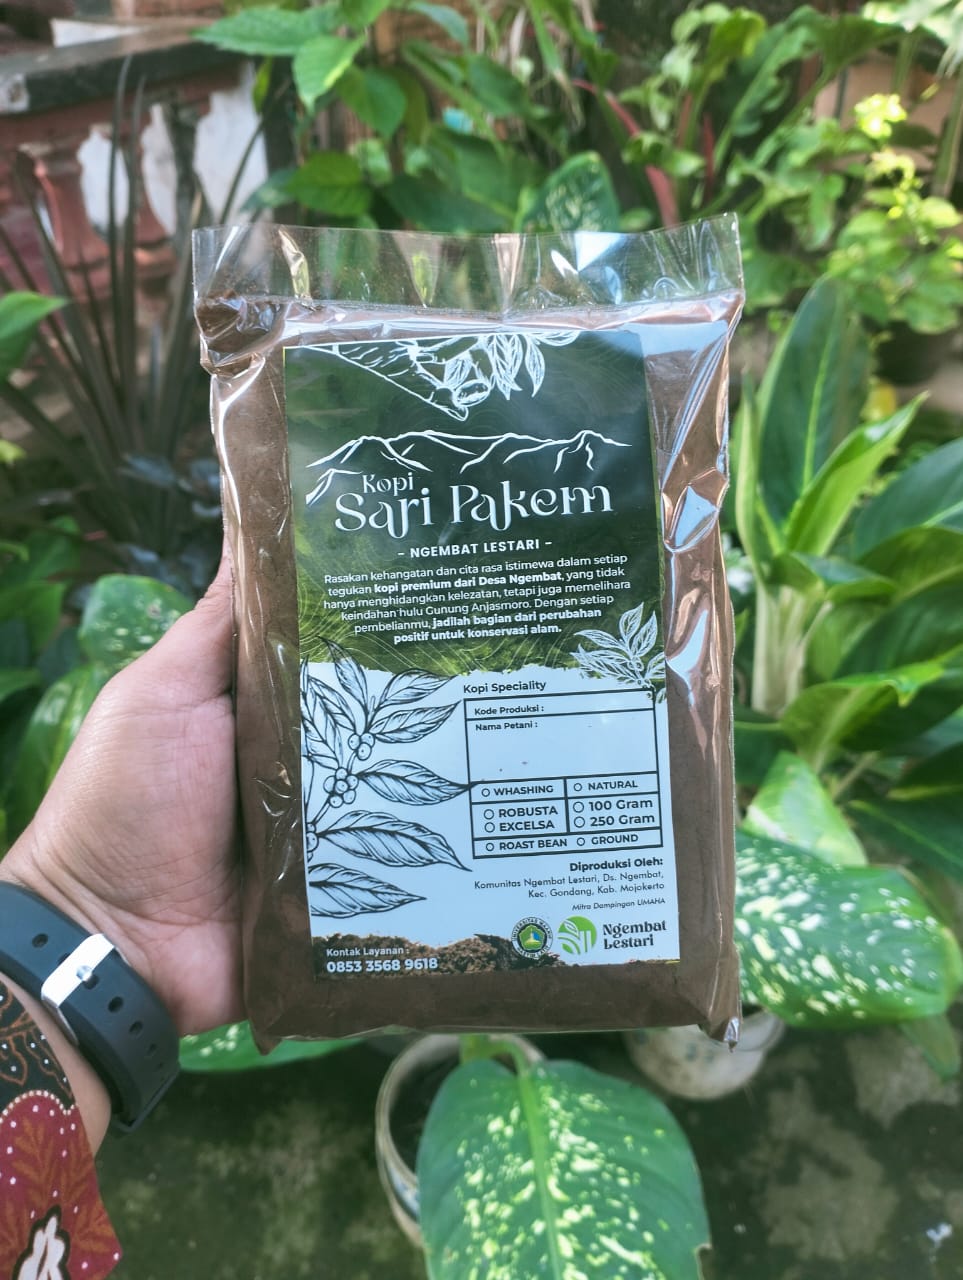 Kopi
Sari Pakem
- NGEMBAT LESTARI -
Rasakan kehangatan dan cita rasa istimewa dalam setiap
tegukan kopi premium dari Desa Ngembat, yang tidak
hanya menghidangkan kelezatan, tetapi juga memelihara
keindahan hulu Gunung Anjasmoro. Dengan setiap
pembelianmu, jadilah bagian dari perubahan
positif untuk konservasi alam.
Kopi Speciality
Kode Produksi :
Nama Petani :
WHASHING
NATURAL
ROBUSTA
EXCELSA
100 Gram
250 Gram
ROAST BEAN
GROUND
Diproduksi Oleh:
Komunitas Ngembat Lestari, Ds. Ngembat,
Kec. Gondang, Kab. Mojokerto
Mitra Dampingan UMAHA
Kontak Layanan :
0853 3568 9618
Ngembat
Lestari